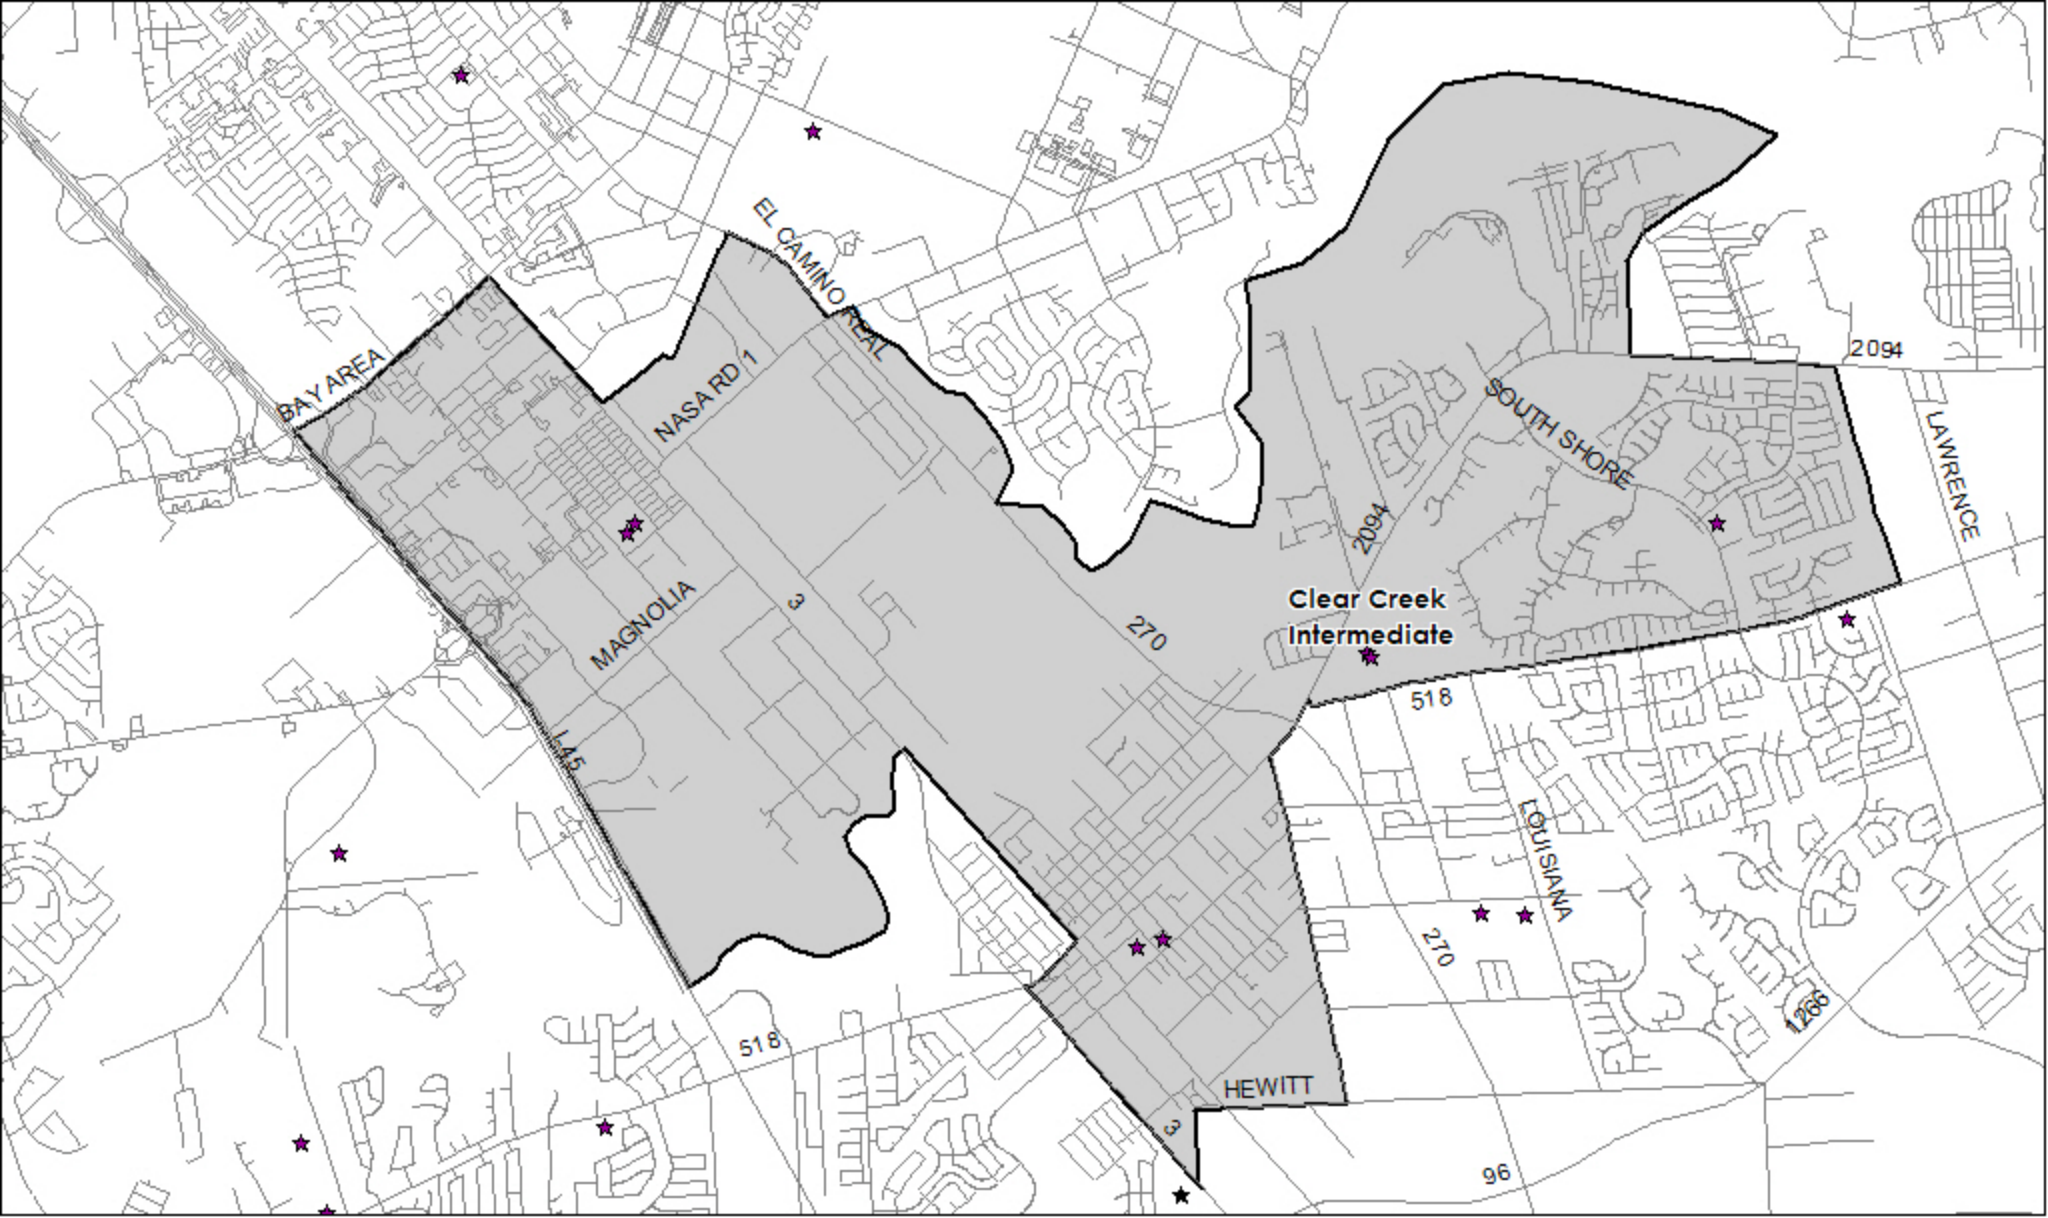 EL CAMINO REAL
BAY AREA
NASA RD 1
2094
SOUTH SHORE
LAWRENCE
2094
MAGNOLIA
3
270
Clear Creek
Intermediate
518
I-45
LOUISIANA
270
1266
518
HEWITT
3
96